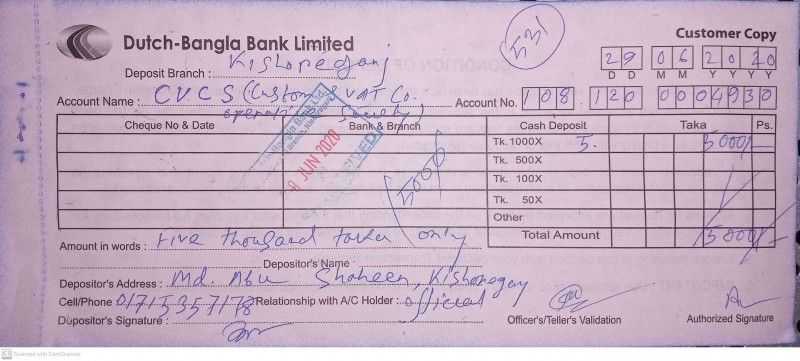 Dutch-Bangla Bank Limited
Customer Copy
Deposit Branch : Kishoreganj
29 06 2020
D D M M Y Y Y Y
Account Name : CVCS (Customs & VAT Co.
operative Society)
Account No. 108 120 0004930
Cheque No & Date Bank & Branch Cash Deposit Taka Ps.
Tk. 1000X 5 5000/-
Tk. 500X
Tk. 100X
Tk. 50X
Other
Total Amount 5000/-
JUN 2020
RECEIVED
Amount in words : Five thousand taka only
Depositor's Name
Depositor's Address : Md. Abu Shaheen, Kishoregonj
Cell/Phone 01715357178 Relationship with A/C Holder : official
Depositor's Signature :
Officer's/Teller's Validation
Authorized Signature
CS Scanned with CamScanner